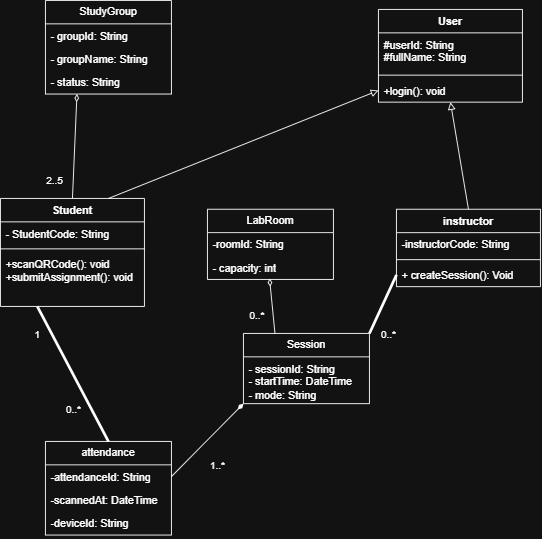 StudyGroup
- groupId: String
- groupName: String
- status: String
User
#userId: String
#fullName: String
+login(): void
2..5
Student
- StudentCode: String
+scanQRCode(): void
+submitAssignment(): void
LabRoom
-roomId: String
- capacity: int
instructor
-instructorCode: String
+ createSession(): Void
0..*
0..*
1
Session
- sessionId: String
- startTime: DateTime
- mode: String
0..*
attendance
-attendanceId: String
-scannedAt: DateTime
-deviceId: String
1..*